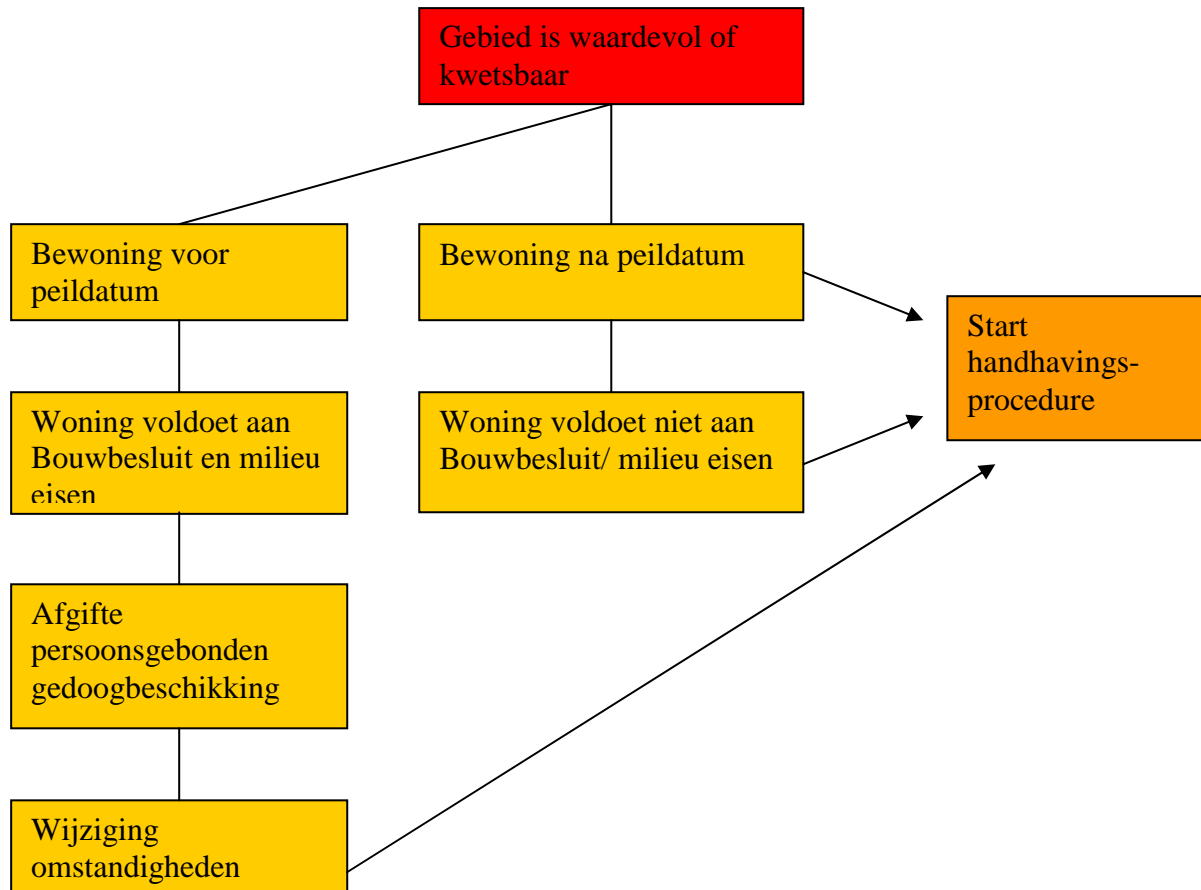 Gebied is waardevol of
kwetsbaar
Bewoning voor
peildatum
Bewoning na peildatum
Start
handhavings-
procedure
Woning voldoet aan
Bouwbesluit en milieu
eisen
Woning voldoet niet aan
Bouwbesluit/ milieu eisen
Afgifte
persoonsgebonden
gedoogbeschikking
Wijziging
omstandigheden